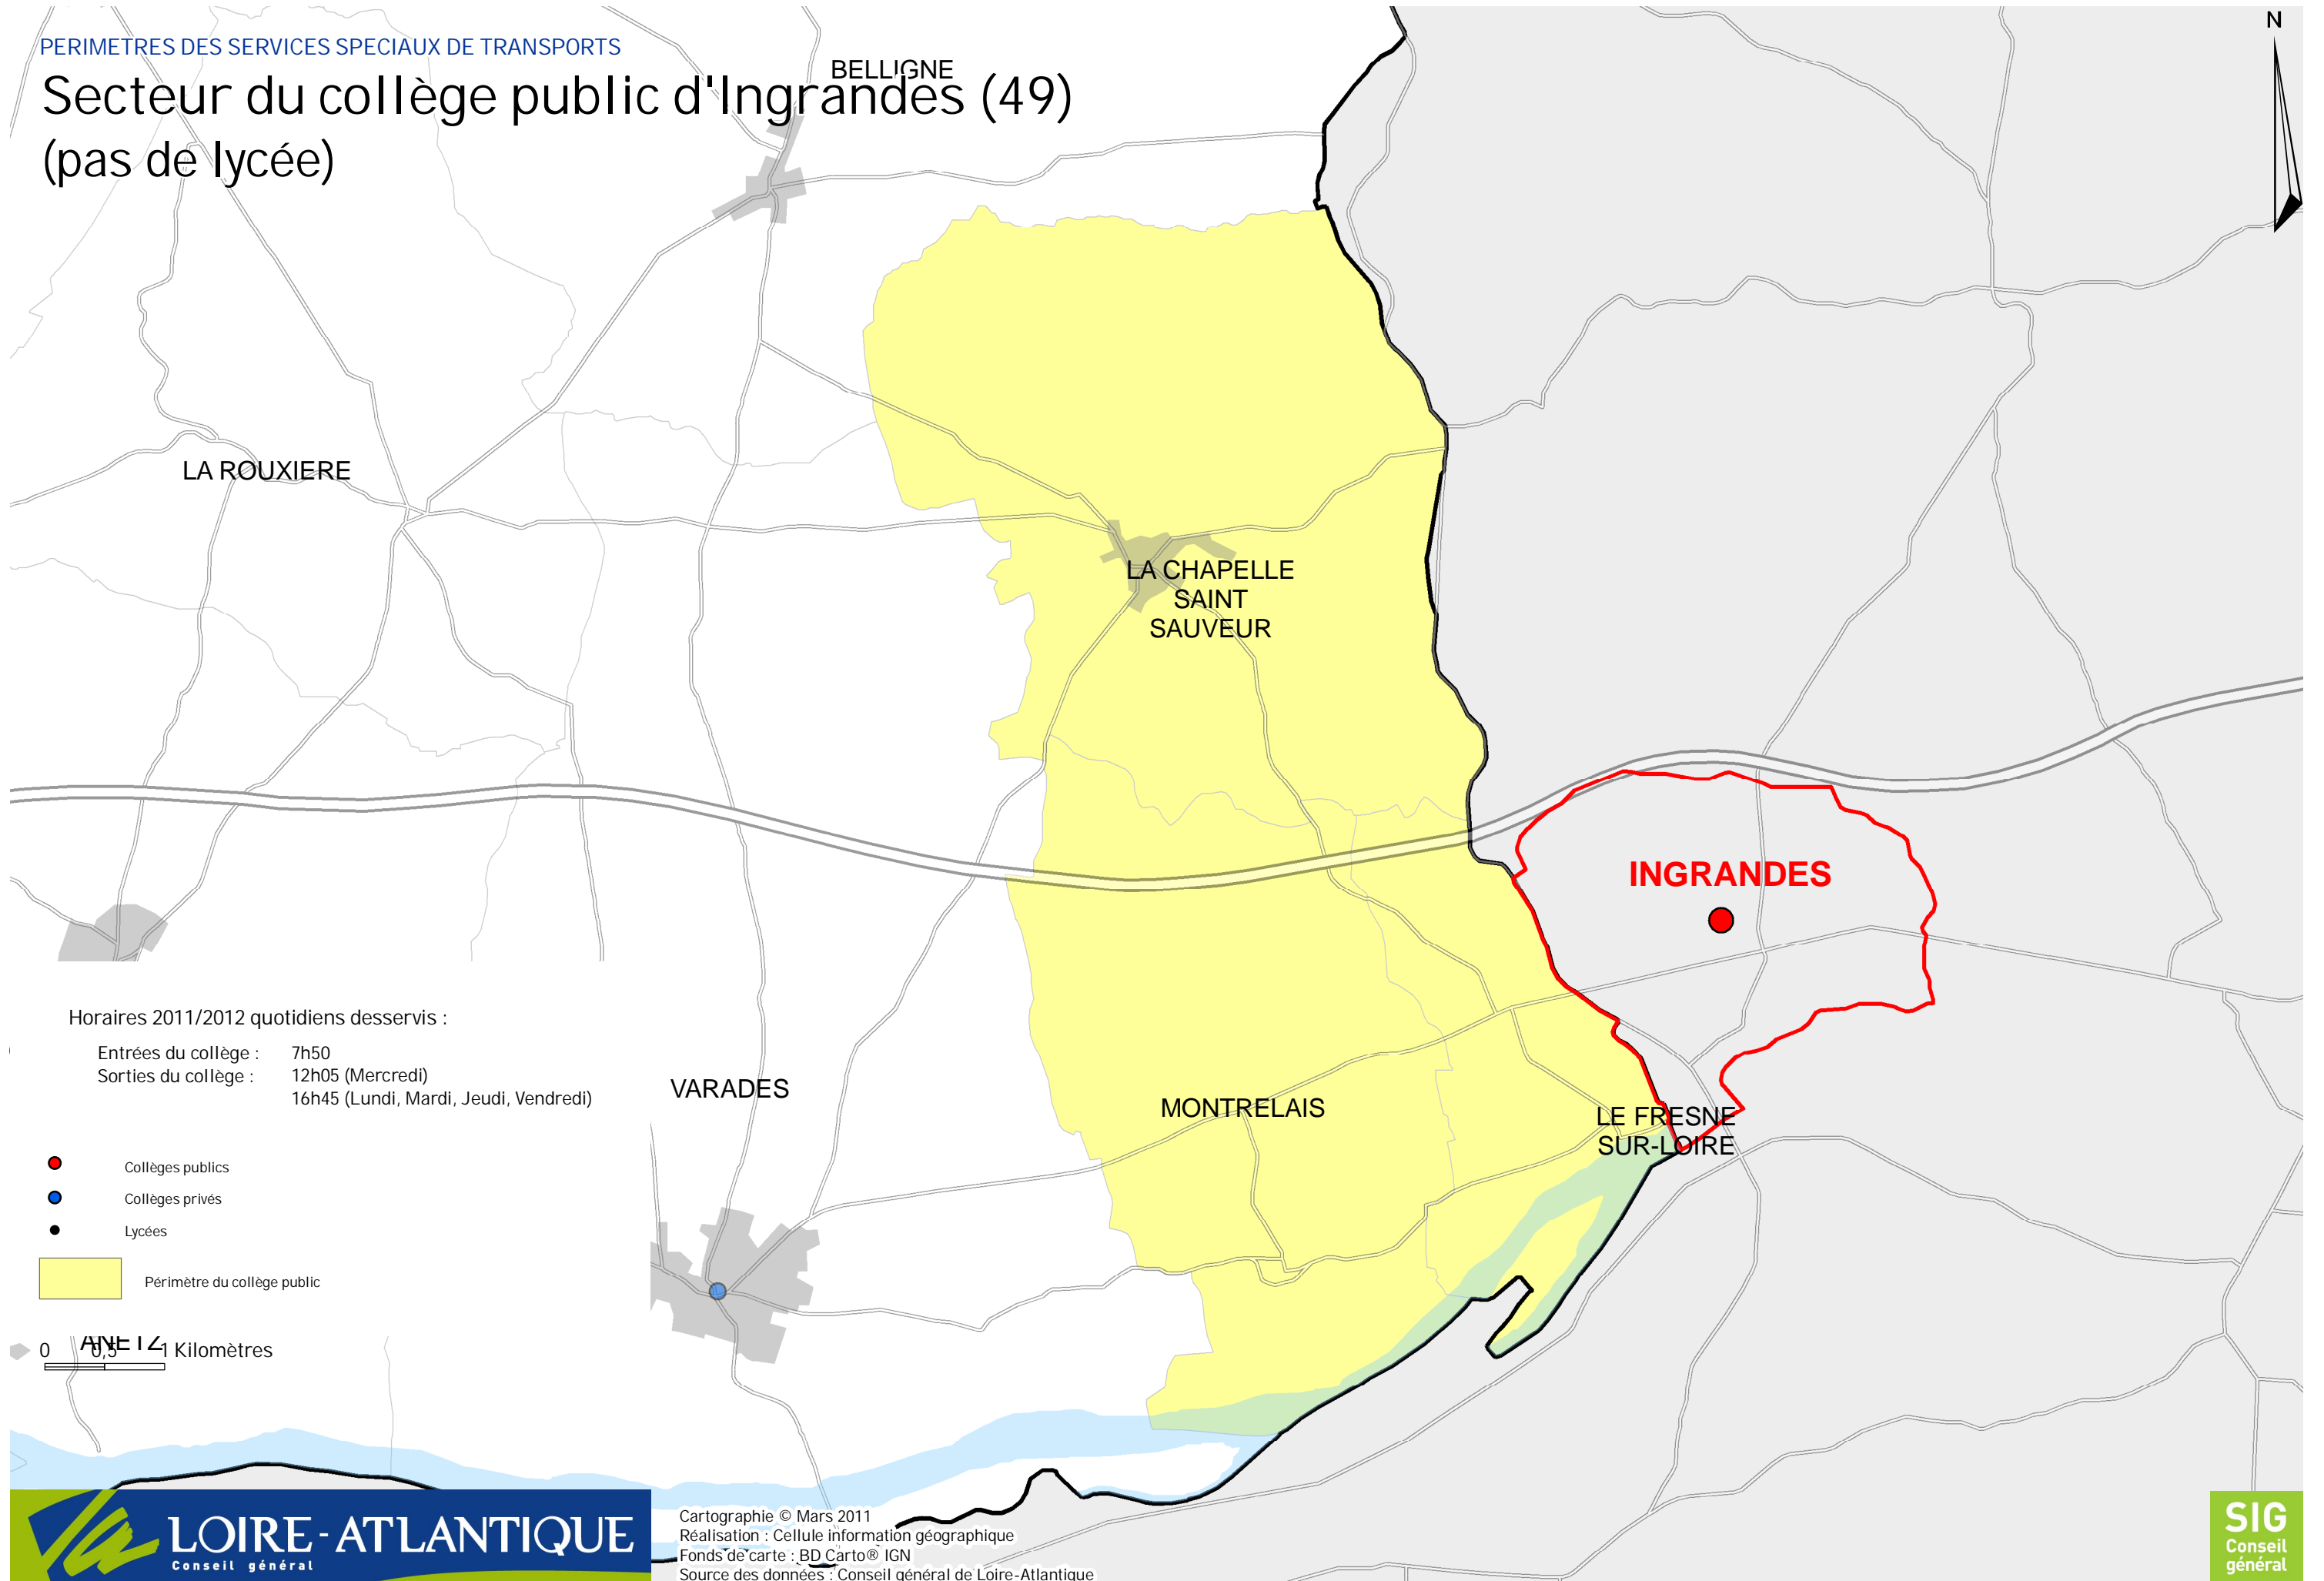 PERIMETRES DES SERVICES SPECIAUX DE TRANSPORTS
Secteur du collège public d'Ingrandes (49)
(pas de lycée)
N
BELLIGNE
LA ROUXIERE
LA CHAPELLE
SAINT
SAUVEUR
INGRANDES
VARADES
MONTRELAIS
LE FRESNE
SUR-LOIRE
Horaires 2011/2012 quotidiens desservis :
Entrées du collège : 7h50
Sorties du collège : 12h05 (Mercredi)
16h45 (Lundi, Mardi, Jeudi, Vendredi)
Collèges publics
Collèges privés
Lycées
Périmètre du collège public
ANETZ
0 0,5 1 Kilomètres
LOIRE-ATLANTIQUE
Conseil général
Cartographie © Mars 2011
Réalisation : Cellule information géographique
Fonds de carte : BD Carto® IGN
Source des données : Conseil général de Loire-Atlantique
SIG
Conseil
général